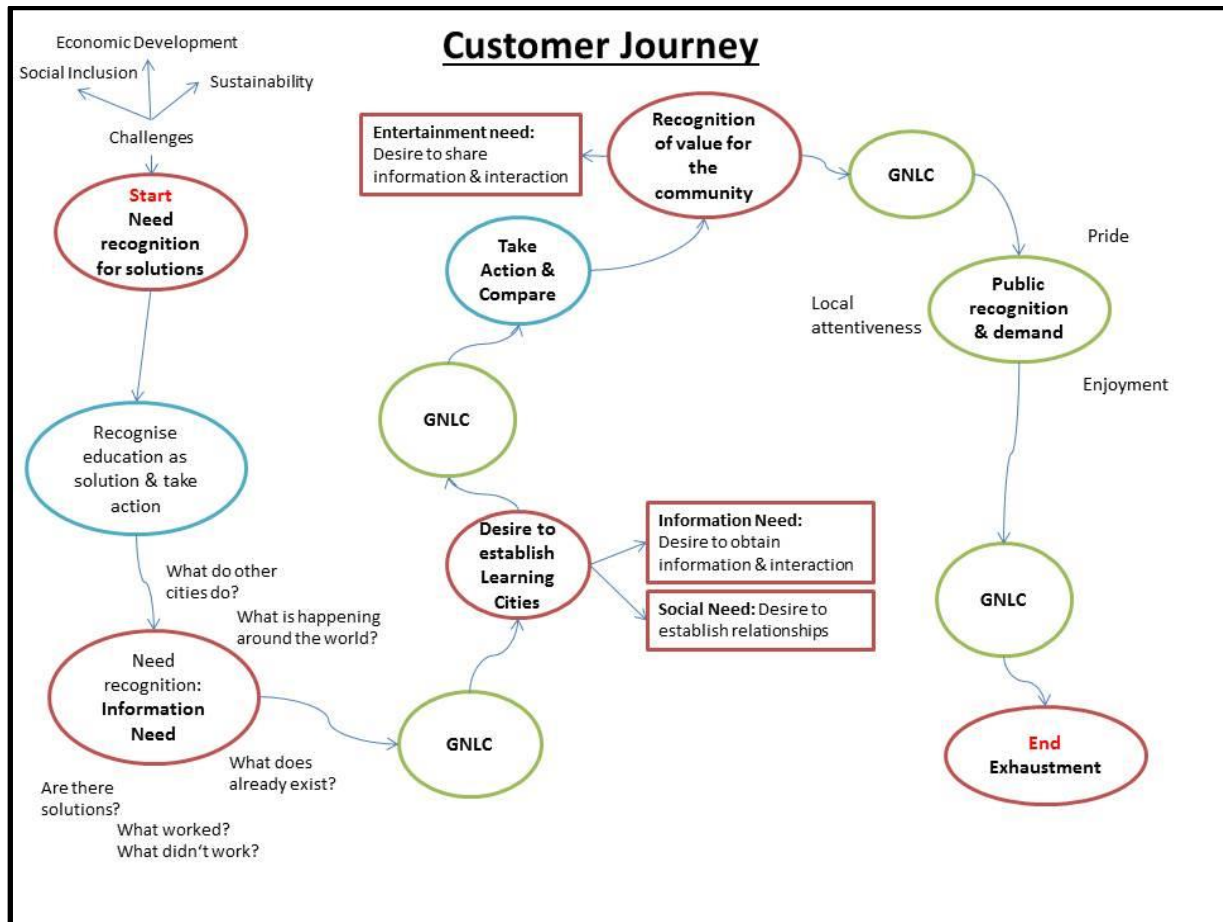 Customer Journey
Economic Development
Social Inclusion
Sustainability
Challenges
Start
Need
recognition
for solutions
Recognise
education as
solution & take
action
What do other
cities do?
What is happening
around the world?
Need
recognition:
Information
Need
What does
already exist?
Are there
solutions?
What worked?
What didn't work?
GNLC
Desire to
establish
Learning
Cities
Information Need:
Desire to obtain
information & interaction
Social Need: Desire to
establish relationships
GNLC
Take
Action &
Compare
Recognition
of value for
the
community
Entertainment need:
Desire to share
information & interaction
GNLC
Pride
Public
recognition
& demand
Local
attentiveness
Enjoyment
GNLC
End
Exhaustment